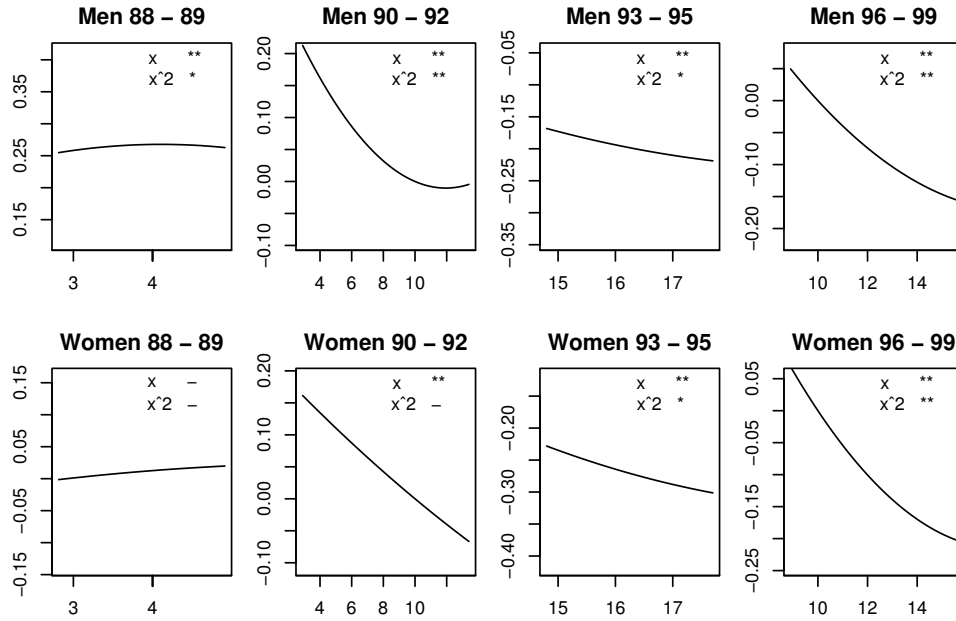 Men 88 – 89
x **
x^2 *
0.15 0.25 0.35
3 4
Men 90 – 92
x **
x^2 **
−0.10 0.00 0.10 0.20
4 6 8 10
Men 93 – 95
x **
x^2 *
−0.35 −0.25 −0.15 −0.05
15 16 17
Men 96 – 99
x **
x^2 **
−0.20 −0.10 0.00
10 12 14
Women 88 – 89
x –
x^2 –
−0.15 −0.05 0.05 0.15
3 4
Women 90 – 92
x **
x^2 –
−0.10 0.00 0.10 0.20
4 6 8 10
Women 93 – 95
x **
x^2 *
−0.40 −0.30 −0.20
15 16 17
Women 96 – 99
x **
x^2 **
−0.25 −0.15 −0.05 0.05
10 12 14